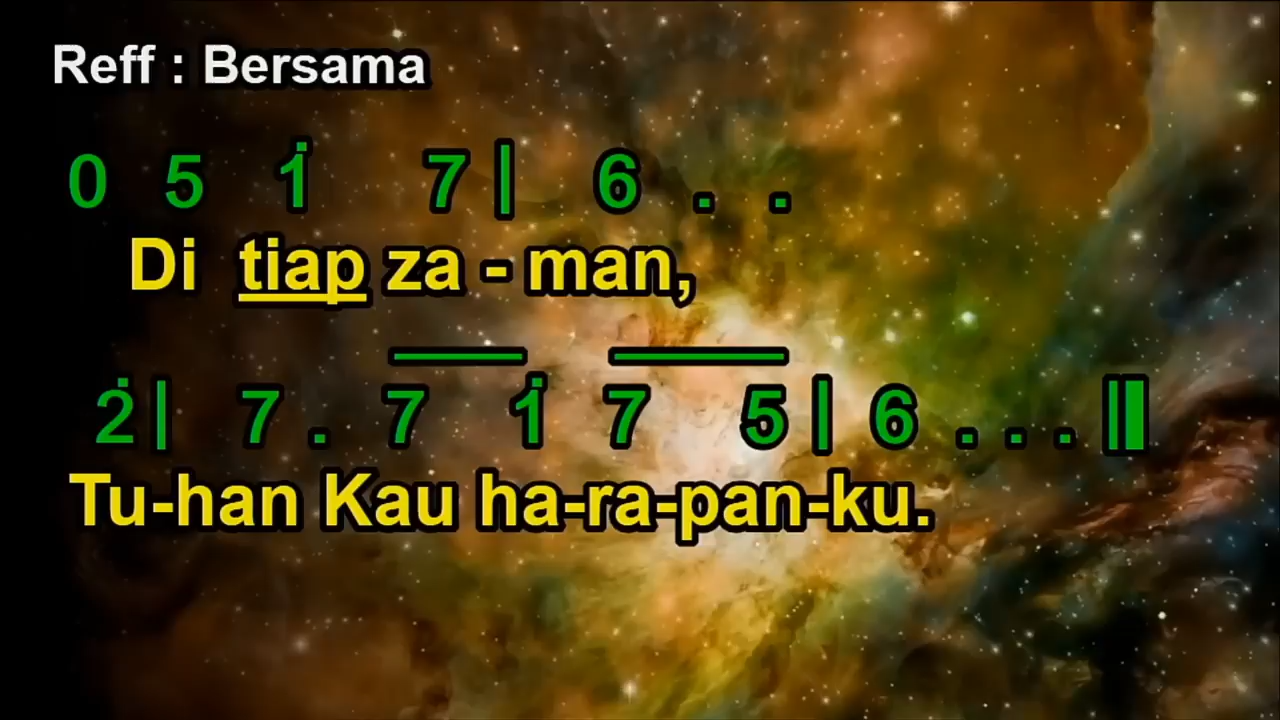 Reff : Bersama
0 5 1̇ 7 | 6 . .
Di tiap za - man,
2̇ | 7 . 7 1̇ 7 5 | 6 . . . ||
Tu-han Kau ha-ra-pan-ku.